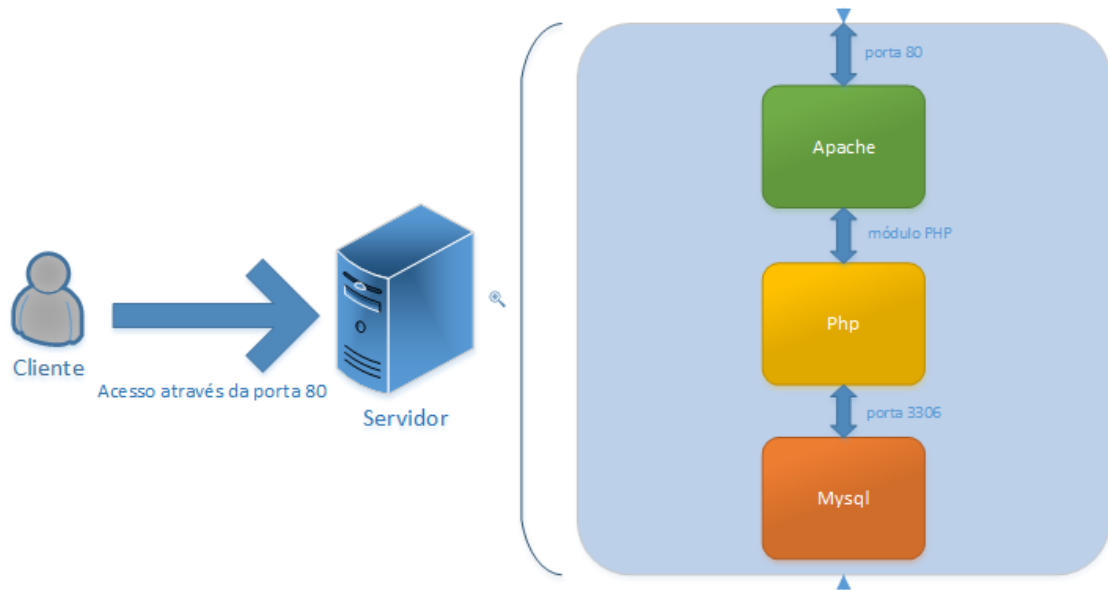 Cliente
Acesso através da porta 80
Servidor
porta 80
Apache
módulo PHP
Php
porta 3306
Mysql